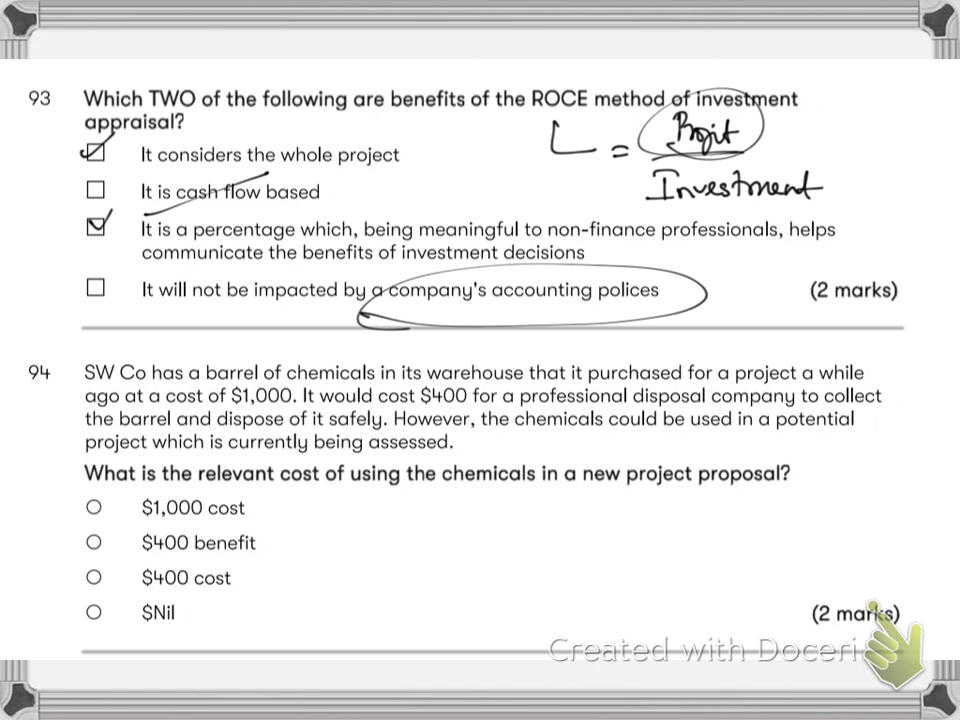 93 Which TWO of the following are benefits of the ROCE method of investment
appraisal?
It considers the whole project
It is cash flow based
It is a percentage which, being meaningful to non-finance professionals, helps
communicate the benefits of investment decisions
It will not be impacted by a company's accounting polices (2 marks)
= Profit
Investment
94 SW Co has a barrel of chemicals in its warehouse that it purchased for a project a while
ago at a cost of $1,000. It would cost $400 for a professional disposal company to collect
the barrel and dispose of it safely. However, the chemicals could be used in a potential
project which is currently being assessed.
What is the relevant cost of using the chemicals in a new project proposal?
$1,000 cost
$400 benefit
$400 cost
$Nil (2 marks)
Created with Doceri